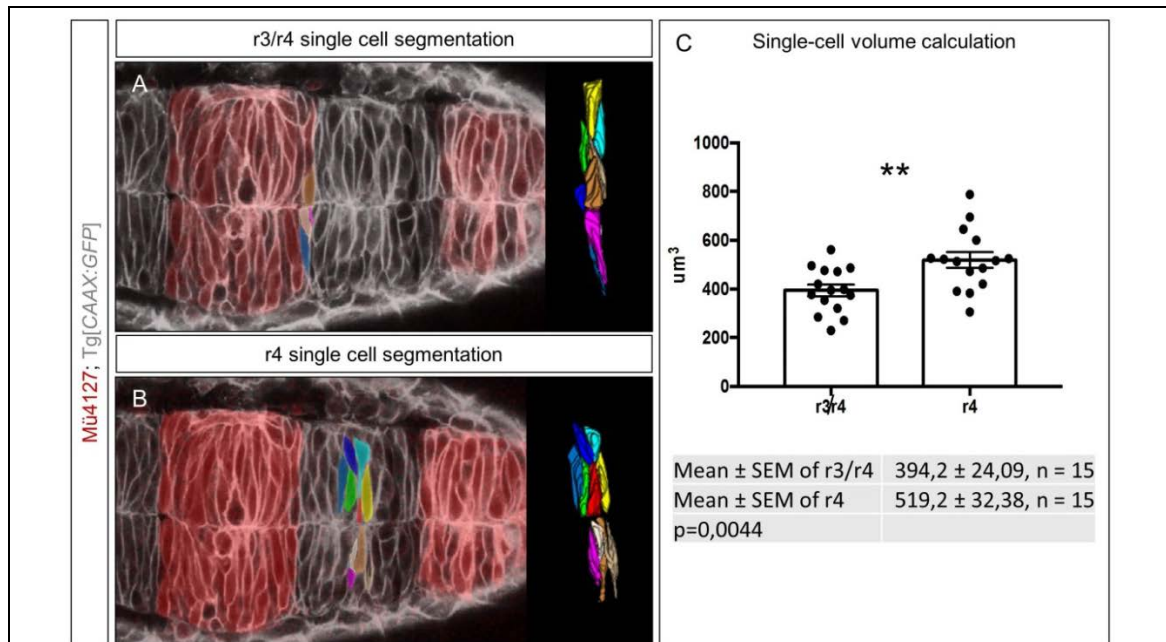 Mü4127; Tg[CAAX:GFP]
r3/r4 single cell segmentation
A
r4 single cell segmentation
B
C
Single-cell volume calculation
um³
1000
800
600
400
200
0
**
r3/r4
r4
Mean ± SEM of r3/r4 394,2 ± 24,09, n = 15
Mean ± SEM of r4 519,2 ± 32,38, n = 15
p=0,0044